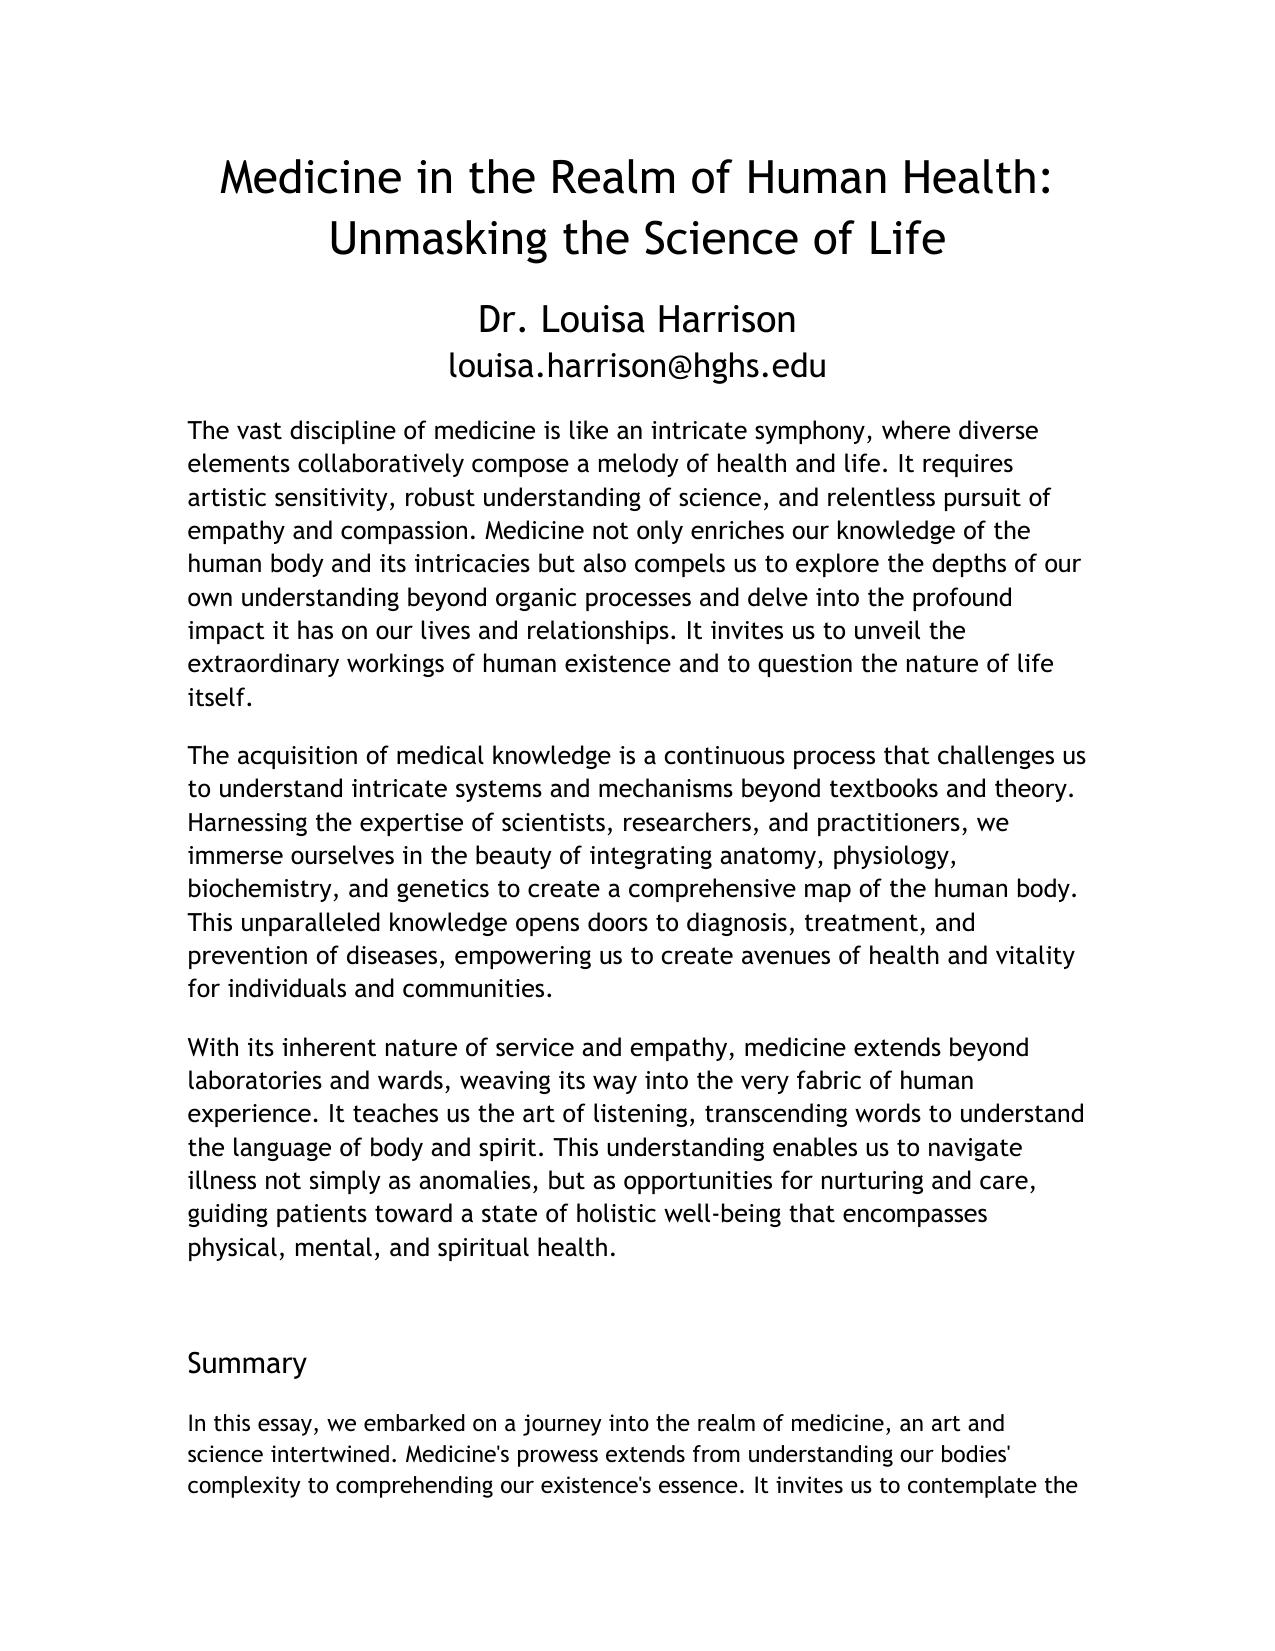 Medicine in the Realm of Human Health:
Unmasking the Science of Life
Dr. Louisa Harrison
louisa.harrison@hghs.edu
The vast discipline of medicine is like an intricate symphony, where diverse
elements collaboratively compose a melody of health and life. It requires
artistic sensitivity, robust understanding of science, and relentless pursuit of
empathy and compassion. Medicine not only enriches our knowledge of the
human body and its intricacies but also compels us to explore the depths of our
own understanding beyond organic processes and delve into the profound
impact it has on our lives and relationships. It invites us to unveil the
extraordinary workings of human existence and to question the nature of life
itself.
The acquisition of medical knowledge is a continuous process that challenges us
to understand intricate systems and mechanisms beyond textbooks and theory.
Harnessing the expertise of scientists, researchers, and practitioners, we
immerse ourselves in the beauty of integrating anatomy, physiology,
biochemistry, and genetics to create a comprehensive map of the human body.
This unparalleled knowledge opens doors to diagnosis, treatment, and
prevention of diseases, empowering us to create avenues of health and vitality
for individuals and communities.
With its inherent nature of service and empathy, medicine extends beyond
laboratories and wards, weaving its way into the very fabric of human
experience. It teaches us the art of listening, transcending words to understand
the language of body and spirit. This understanding enables us to navigate
illness not simply as anomalies, but as opportunities for nurturing and care,
guiding patients toward a state of holistic well-being that encompasses
physical, mental, and spiritual health.
Summary
In this essay, we embarked on a journey into the realm of medicine, an art and
science intertwined. Medicine's prowess extends from understanding our bodies'
complexity to comprehending our existence's essence. It invites us to contemplate the